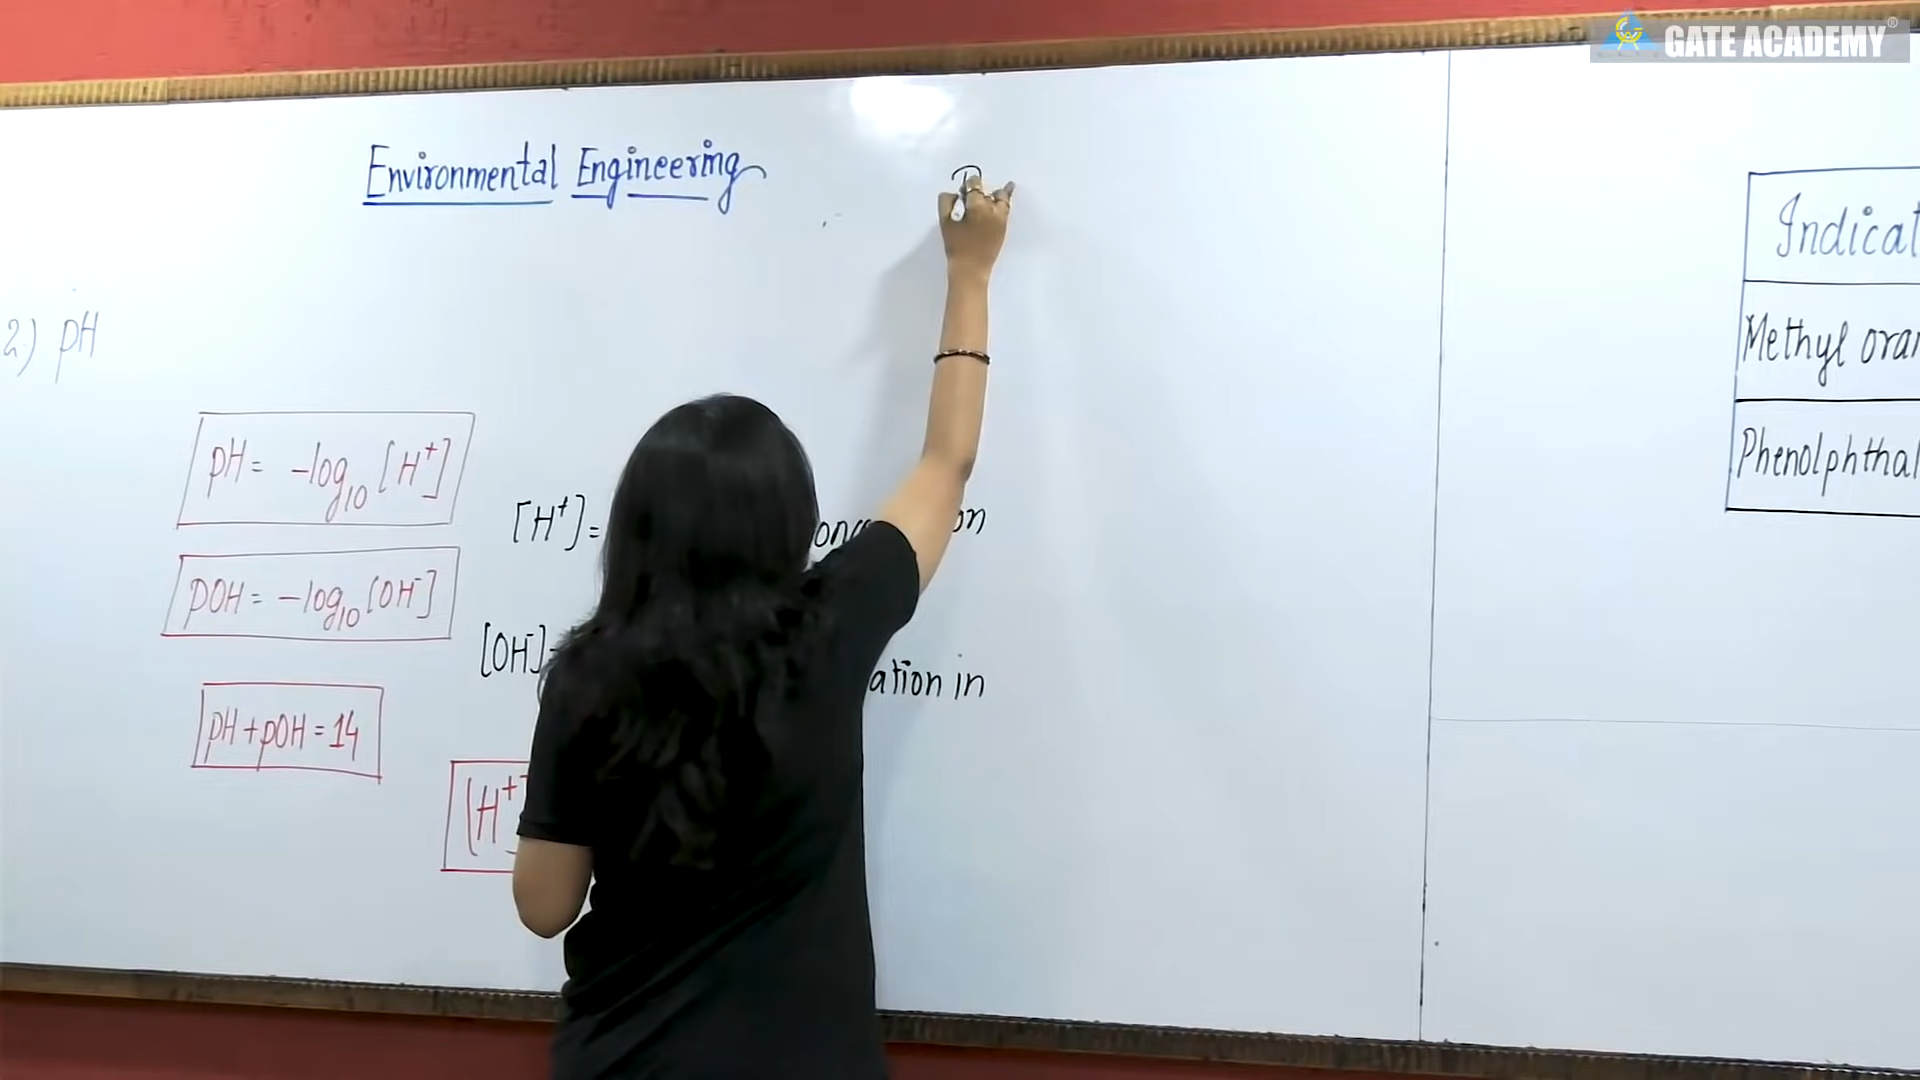 GATE ACADEMY®
Environmental Engineering
2) pH
pH = -log₁₀ [H⁺]
[H⁺] =
pOH = -log₁₀ [OH⁻]
[OH⁻]
ation in
pH + pOH = 14
[H⁺
Indicat
Methyl oran
Phenolphthal